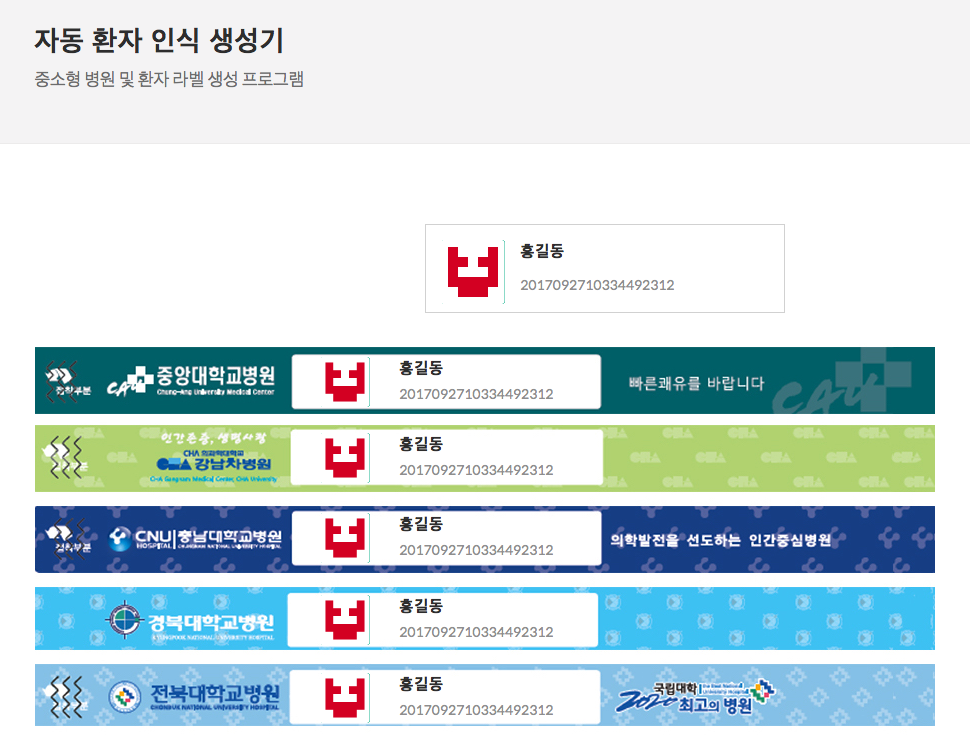 자동 환자 인식 생성기
중소형 병원 및 환자 라벨 생성 프로그램
홍길동
2017092710334492312
접착부분
CAU
중앙대학교병원
Chung-Ang University Medical Center
홍길동
2017092710334492312
빠른쾌유를 바랍니다
CAU
인간존중, 생명사랑
CHA 의과학대학교
CHA 강남차병원
CHA Gangnam Medical Center, CHA University
홍길동
2017092710334492312
접착부분
CNU 충남대학교병원
HOSPITAL CHUNGNAM NATIONAL UNIVERSITY HOSPITAL
홍길동
2017092710334492312
의학발전을 선도하는 인간중심병원
경북대학교병원
KYUNGPOOK NATIONAL UNIVERSITY HOSPITAL
홍길동
2017092710334492312
전북대학교병원
CHONBUK NATIONAL UNIVERSITY HOSPITAL
홍길동
2017092710334492312
국립대학
University Hospital
2020 최고의 병원